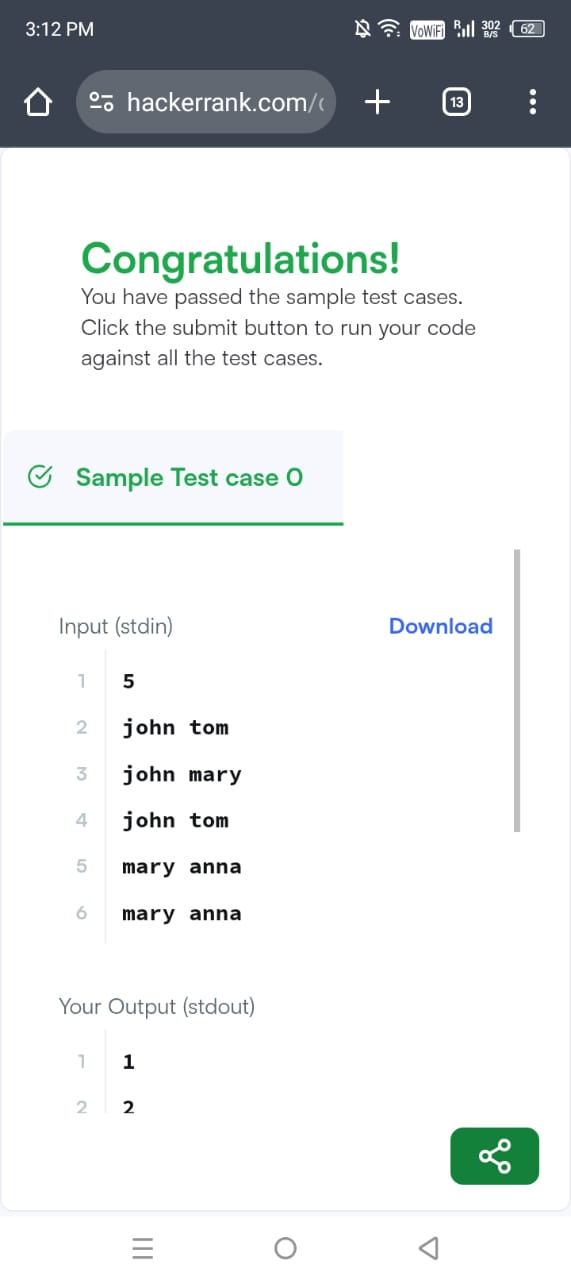 3:12 PM
VoWiFi R 302 B/S 62
hackerrank.com/
13
Congratulations!
You have passed the sample test cases.
Click the submit button to run your code
against all the test cases.
Sample Test case 0
Input (stdin) Download
1 5
2 john tom
3 john mary
4 john tom
5 mary anna
6 mary anna
Your Output (stdout)
1 1
2 2